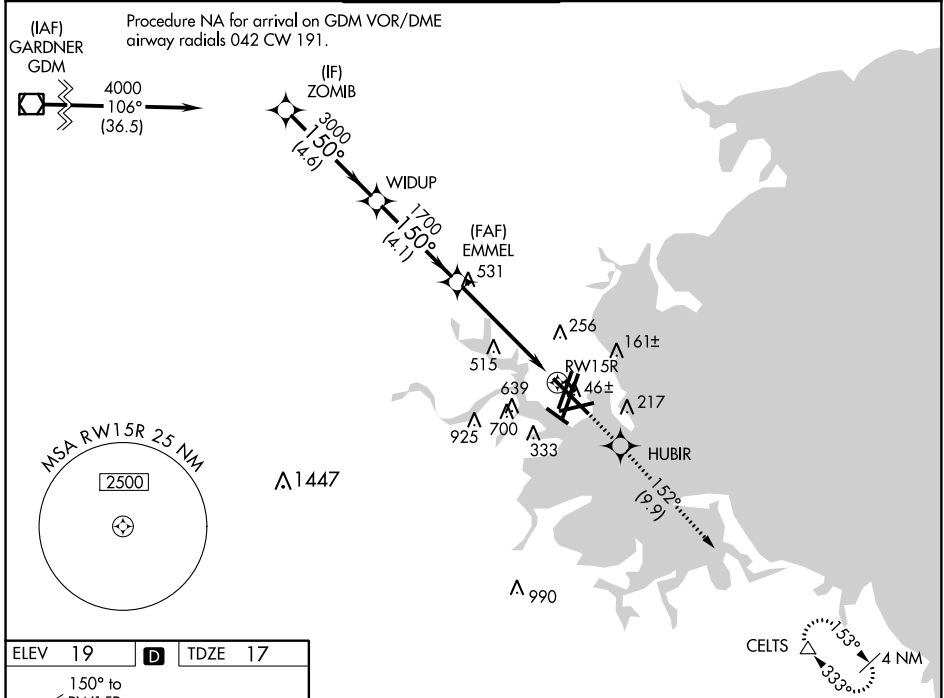 Procedure NA for arrival on GDM VOR/DME
airway radials 042 CW 191.
(IAF)
GARDNER
GDM
4000
106°
(36.5)
(IF)
ZOMIB
3000
150°
(4.6)
WIDUP
1700
150°
(4.1)
(FAF)
EMMEL
531
256
515
161±
RW15R
46±
639
217
925
700
333
HUBIR
MSA RW15R 25 NM
2500
1447
152°
(9.9)
990
CELTS
153°
4 NM
333°
ELEV 19 D TDZE 17
150° to